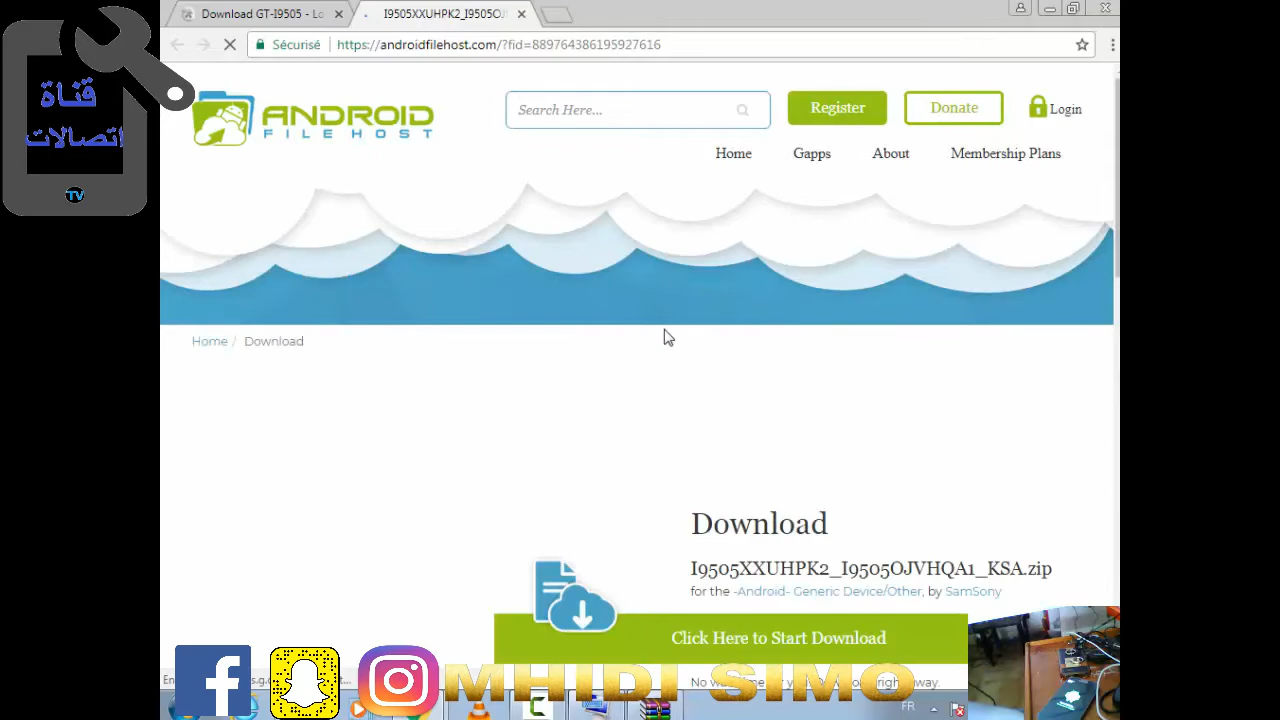 Download GT-I9505 - Lo
I9505XXUHPK2_I9505OJ
Sécurisé
https://androidfilehost.com/?fid=889764386195927616
قناة
اتصالات
TV
ANDROID
FILE HOST
Search Here...
Register
Donate
Login
Home
Gapps
About
Membership Plans
Home / Download
Download
I9505XXUHPK2_I9505OJVHQA1_KSA.zip
for the -Android- Generic Device/Other, by SamSony
Click Here to Start Download
MHIDI SIMO
FR